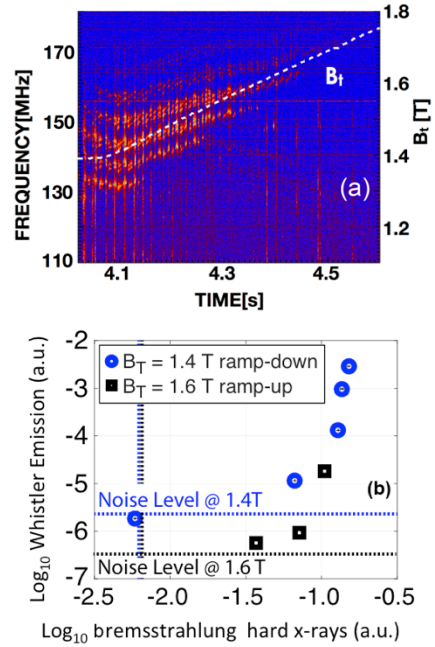 (a)
170
150
130
110
FREQUENCY[MHz]
1.8
1.6
1.4
1.2
B_t [T]
B_t
4.1
4.3
4.5
TIME[s]
(b)
-2
-3
-4
-5
-6
-7
Log₁₀ Whistler Emission (a.u.)
B_T = 1.4 T ramp-down
B_T = 1.6 T ramp-up
Noise Level @ 1.4T
Noise Level @ 1.6 T
-2.5
-2.0
-1.5
-1.0
-0.5
Log₁₀ bremsstrahlung hard x-rays (a.u.)